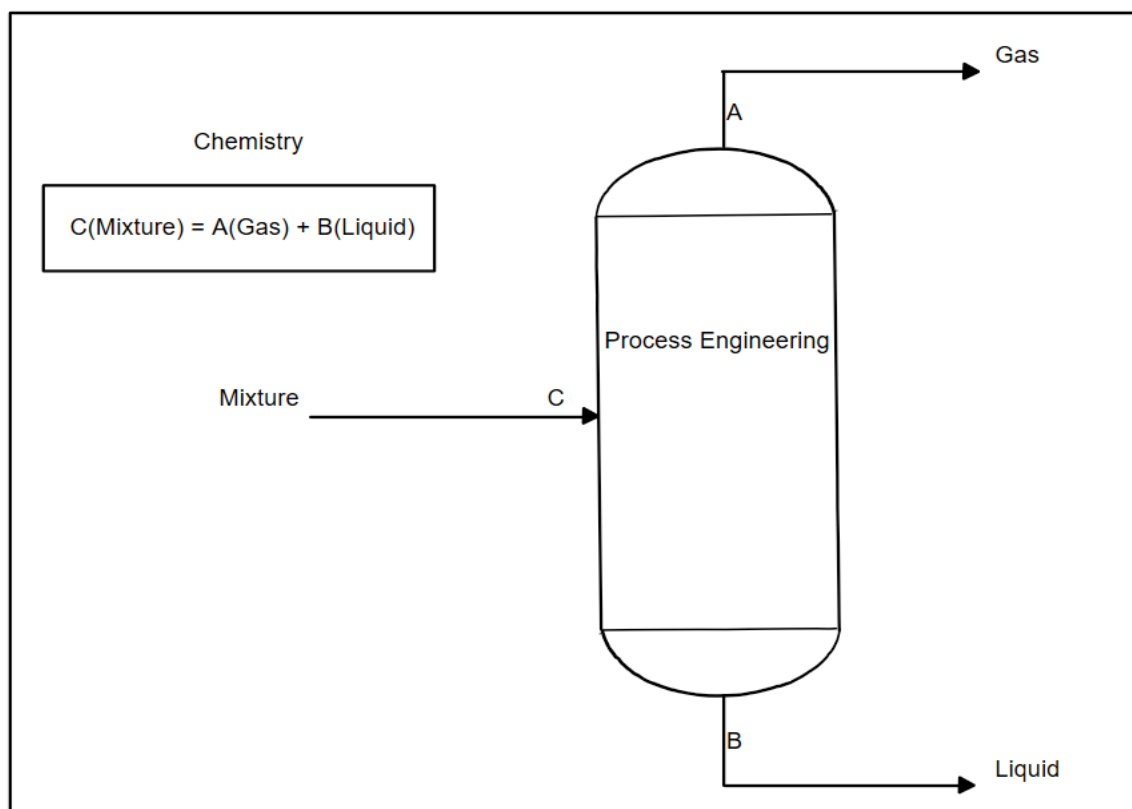 Gas
A
Chemistry
C(Mixture) = A(Gas) + B(Liquid)
Process Engineering
Mixture
C
B
Liquid